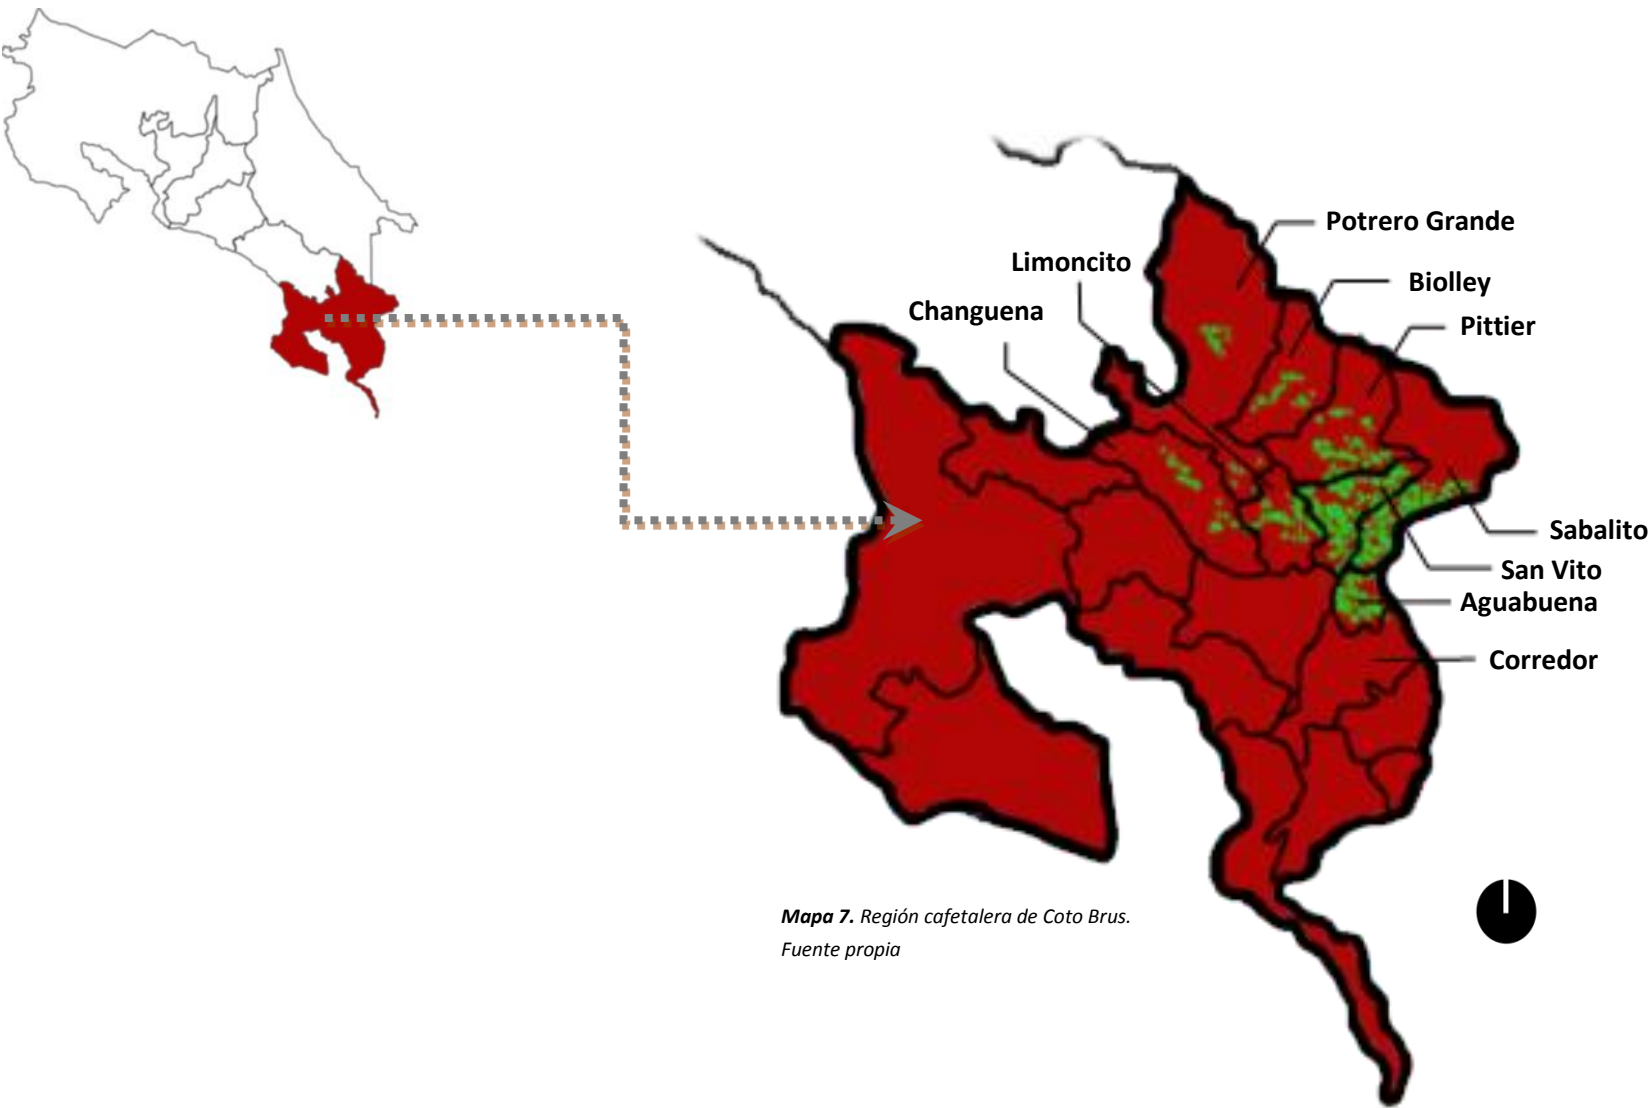 Potrero Grande
Limoncito
Biolley
Changuena
Pittier
Sabalito
San Vito
Aguabuena
Corredor
Mapa 7. Región cafetalera de Coto Brus.
Fuente propia